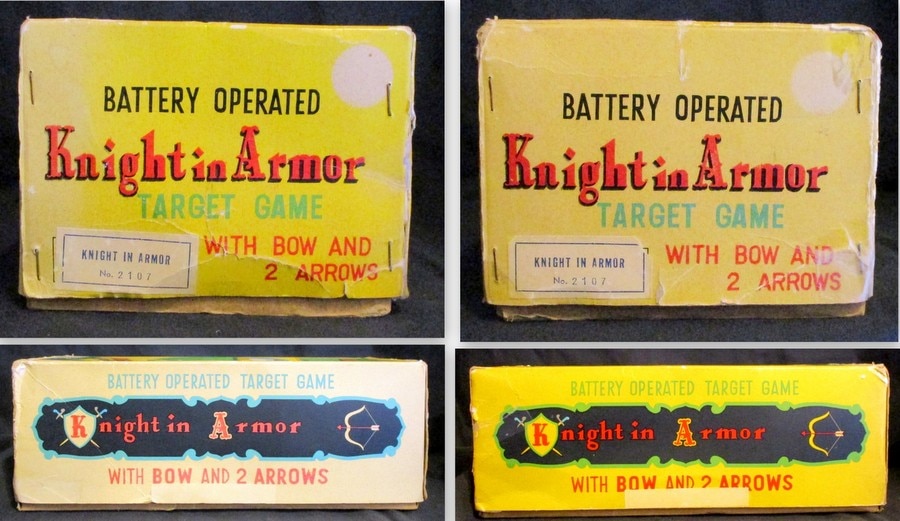 BATTERY OPERATED
Knight in Armor
TARGET GAME
WITH BOW AND
2 ARROWS
KNIGHT IN ARMOR
No. 2107
BATTERY OPERATED
Knight in Armor
TARGET GAME
WITH BOW AND
2 ARROWS
KNIGHT IN ARMOR
No. 2107
BATTERY OPERATED TARGET GAME
Knight in Armor
WITH BOW AND 2 ARROWS
BATTERY OPERATED TARGET GAME
Knight in Armor
WITH BOW AND 2 ARROWS